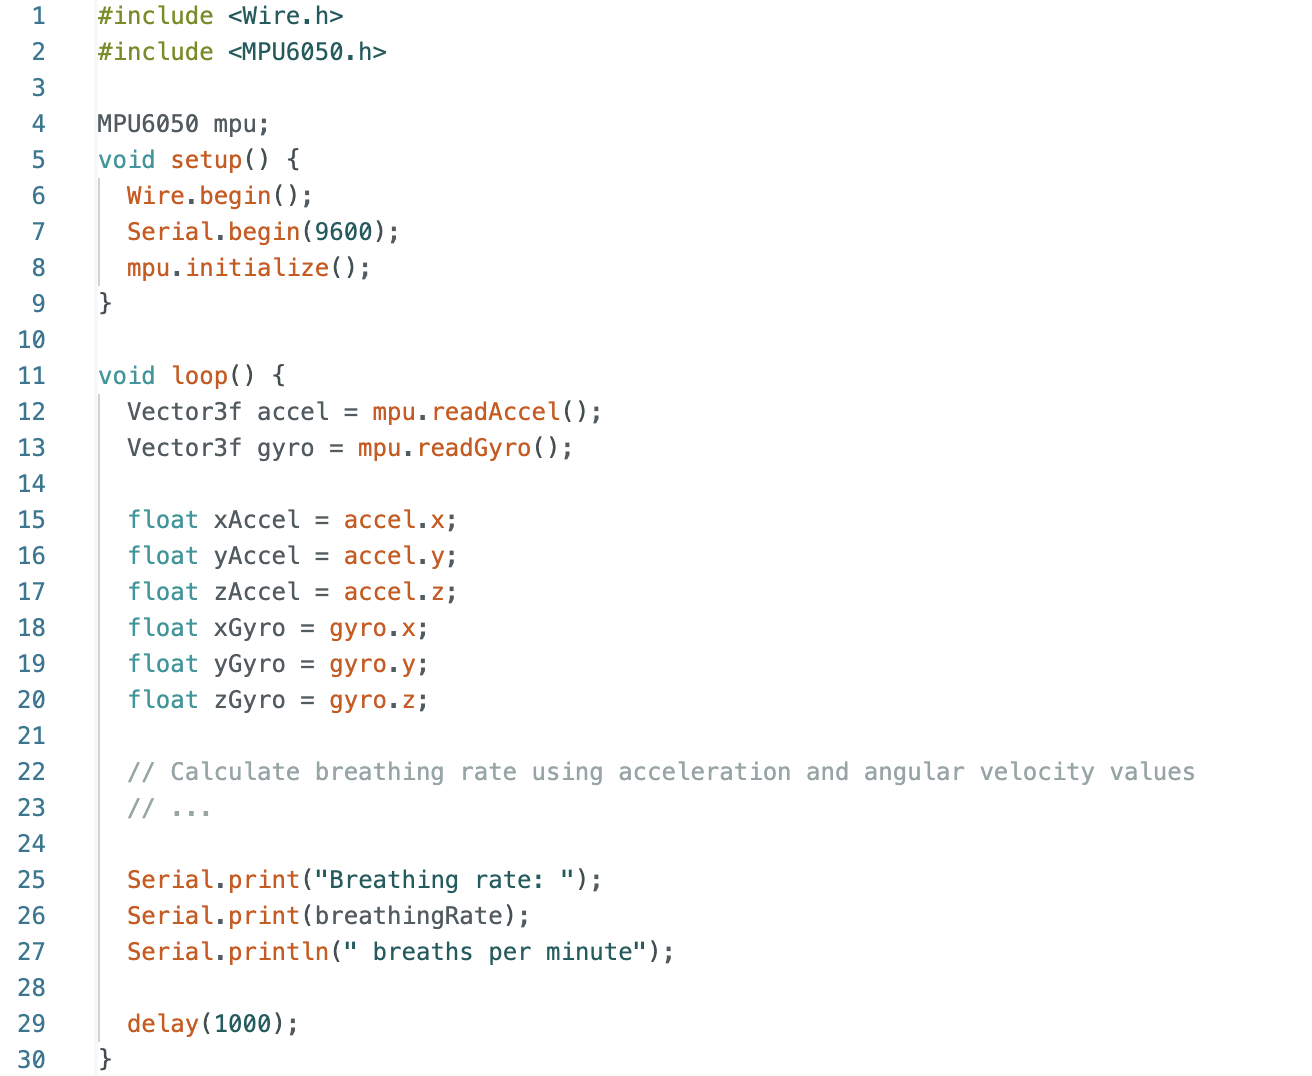 1 #include <Wire.h>
2 #include <MPU6050.h>
3
4 MPU6050 mpu;
5 void setup() {
6   Wire.begin();
7   Serial.begin(9600);
8   mpu.initialize();
9 }
10
11 void loop() {
12   Vector3f accel = mpu.readAccel();
13   Vector3f gyro = mpu.readGyro();
14
15   float xAccel = accel.x;
16   float yAccel = accel.y;
17   float zAccel = accel.z;
18   float xGyro = gyro.x;
19   float yGyro = gyro.y;
20   float zGyro = gyro.z;
21
22   // Calculate breathing rate using acceleration and angular velocity values
23   // ...
24
25   Serial.print("Breathing rate: ");
26   Serial.print(breathingRate);
27   Serial.println(" breaths per minute");
28
29   delay(1000);
30 }